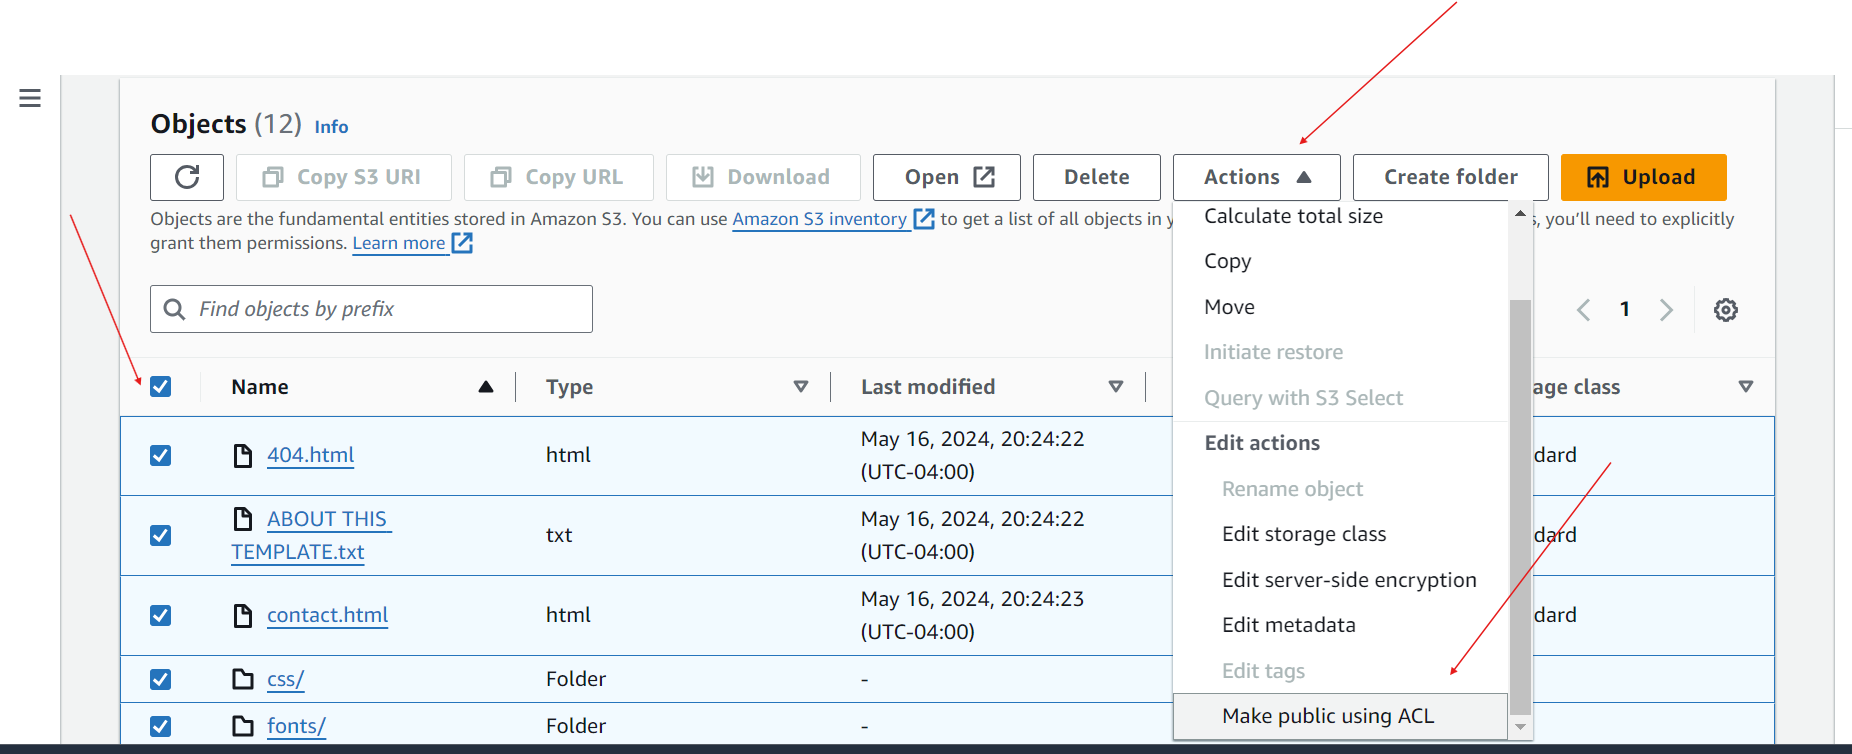 Objects (12) Info
Copy S3 URI
Copy URL
Download
Open
Delete
Actions
Create folder
Upload
Objects are the fundamental entities stored in Amazon S3. You can use Amazon S3 inventory to get a list of all objects in y
s, you'll need to explicitly
grant them permissions. Learn more
Find objects by prefix
1
Calculate total size
Copy
Move
Initiate restore
Query with S3 Select
Edit actions
Rename object
Edit storage class
Edit server-side encryption
Edit metadata
Edit tags
Make public using ACL
Name
Type
Last modified
age class
404.html
html
May 16, 2024, 20:24:22
(UTC-04:00)
dard
ABOUT THIS
TEMPLATE.txt
txt
May 16, 2024, 20:24:22
(UTC-04:00)
dard
contact.html
html
May 16, 2024, 20:24:23
(UTC-04:00)
dard
css/
Folder
-
fonts/
Folder
-